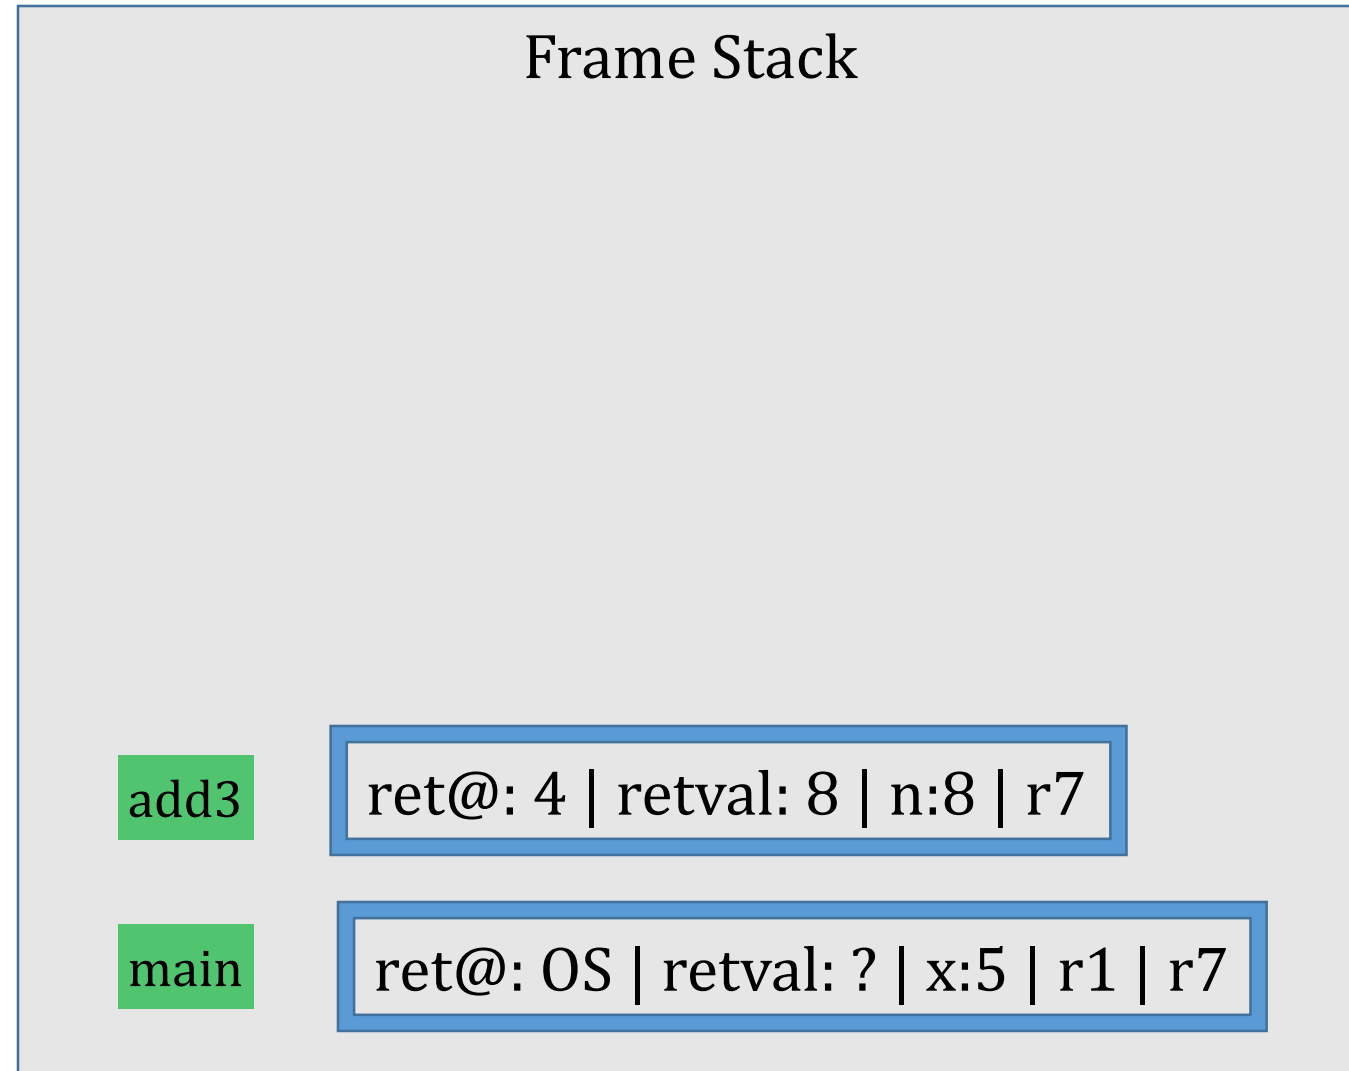 Frame Stack
add3 ret@: 4 | retval: 8 | n:8 | r7
main ret@: OS | retval: ? | x:5 | r1 | r7